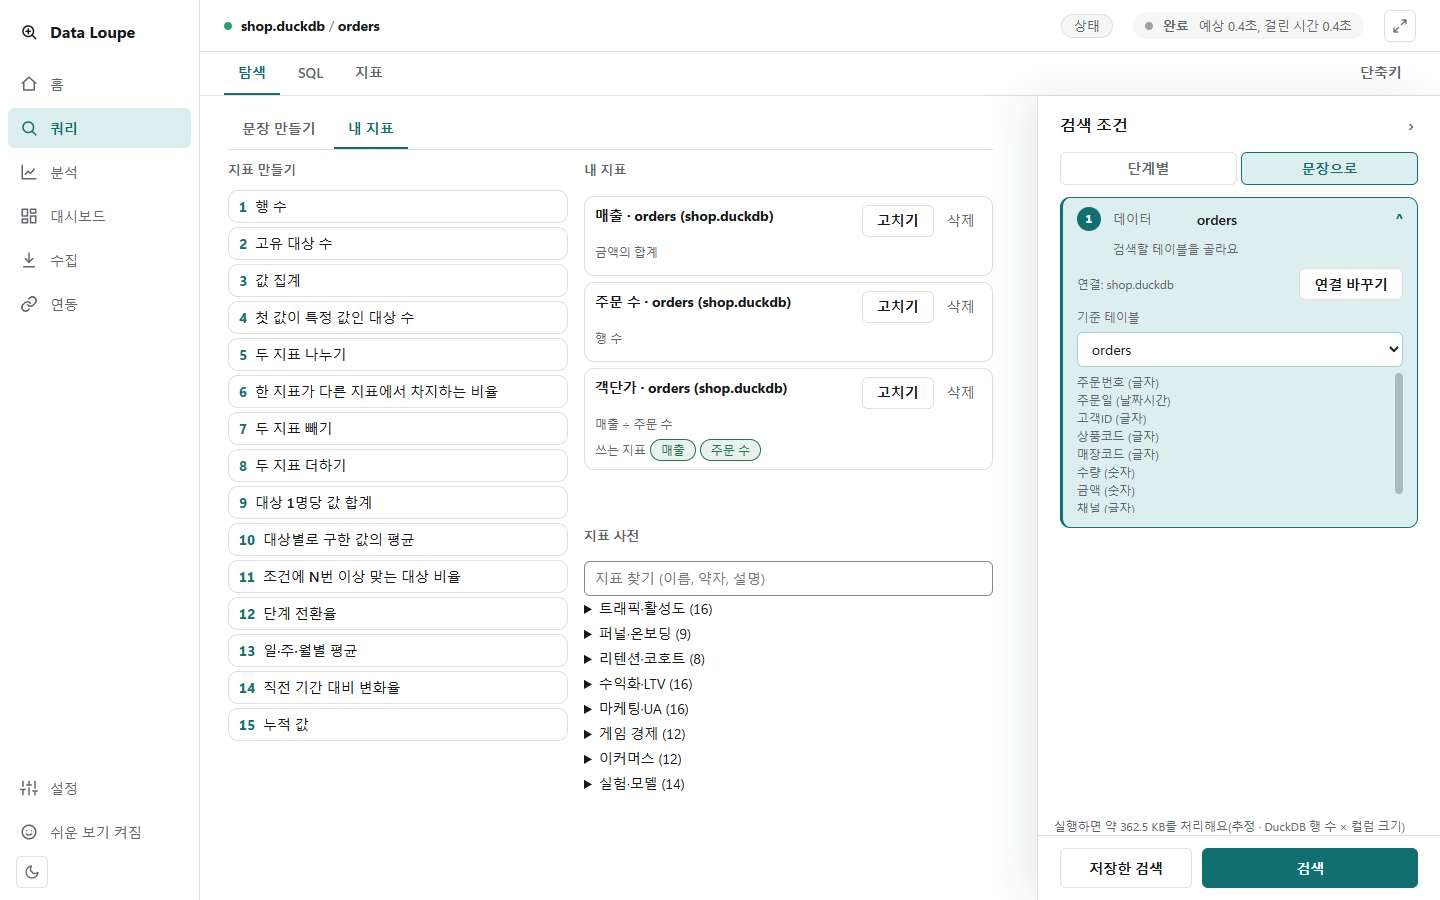 Data Loupe
홈
쿼리
분석
대시보드
수집
연동
설정
쉬운 보기 켜짐
shop.duckdb / orders
상태
완료 예상 0.4초, 걸린 시간 0.4초
탐색 SQL 지표
단축키
문장 만들기 내 지표
지표 만들기
1 행 수
2 고유 대상 수
3 값 집계
4 첫 값이 특정 값인 대상 수
5 두 지표 나누기
6 한 지표가 다른 지표에서 차지하는 비율
7 두 지표 빼기
8 두 지표 더하기
9 대상 1명당 값 합계
10 대상별로 구한 값의 평균
11 조건에 N번 이상 맞는 대상 비율
12 단계 전환율
13 일·주·월별 평균
14 직전 기간 대비 변화율
15 누적 값
내 지표
매출 · orders (shop.duckdb) 고치기 삭제
금액의 합계
주문 수 · orders (shop.duckdb) 고치기 삭제
행 수
객단가 · orders (shop.duckdb) 고치기 삭제
매출 ÷ 주문 수
쓰는 지표 매출 주문 수
지표 사전
지표 찾기 (이름, 약자, 설명)
▶ 트래픽·활성도 (16)
▶ 퍼널·온보딩 (9)
▶ 리텐션·코호트 (8)
▶ 수익화·LTV (16)
▶ 마케팅·UA (16)
▶ 게임 경제 (12)
▶ 이커머스 (12)
▶ 실험·모델 (14)
검색 조건 ›
단계별 문장으로
1 데이터 orders ^
검색할 테이블을 골라요
연결: shop.duckdb 연결 바꾸기
기준 테이블
orders
주문번호 (글자)
주문일 (날짜시간)
고객ID (글자)
상품코드 (글자)
매장코드 (글자)
수량 (숫자)
금액 (숫자)
채널 (글자)
실행하면 약 362.5 KB를 처리해요(추정 · DuckDB 행 수 × 컬럼 크기)
저장한 검색 검색